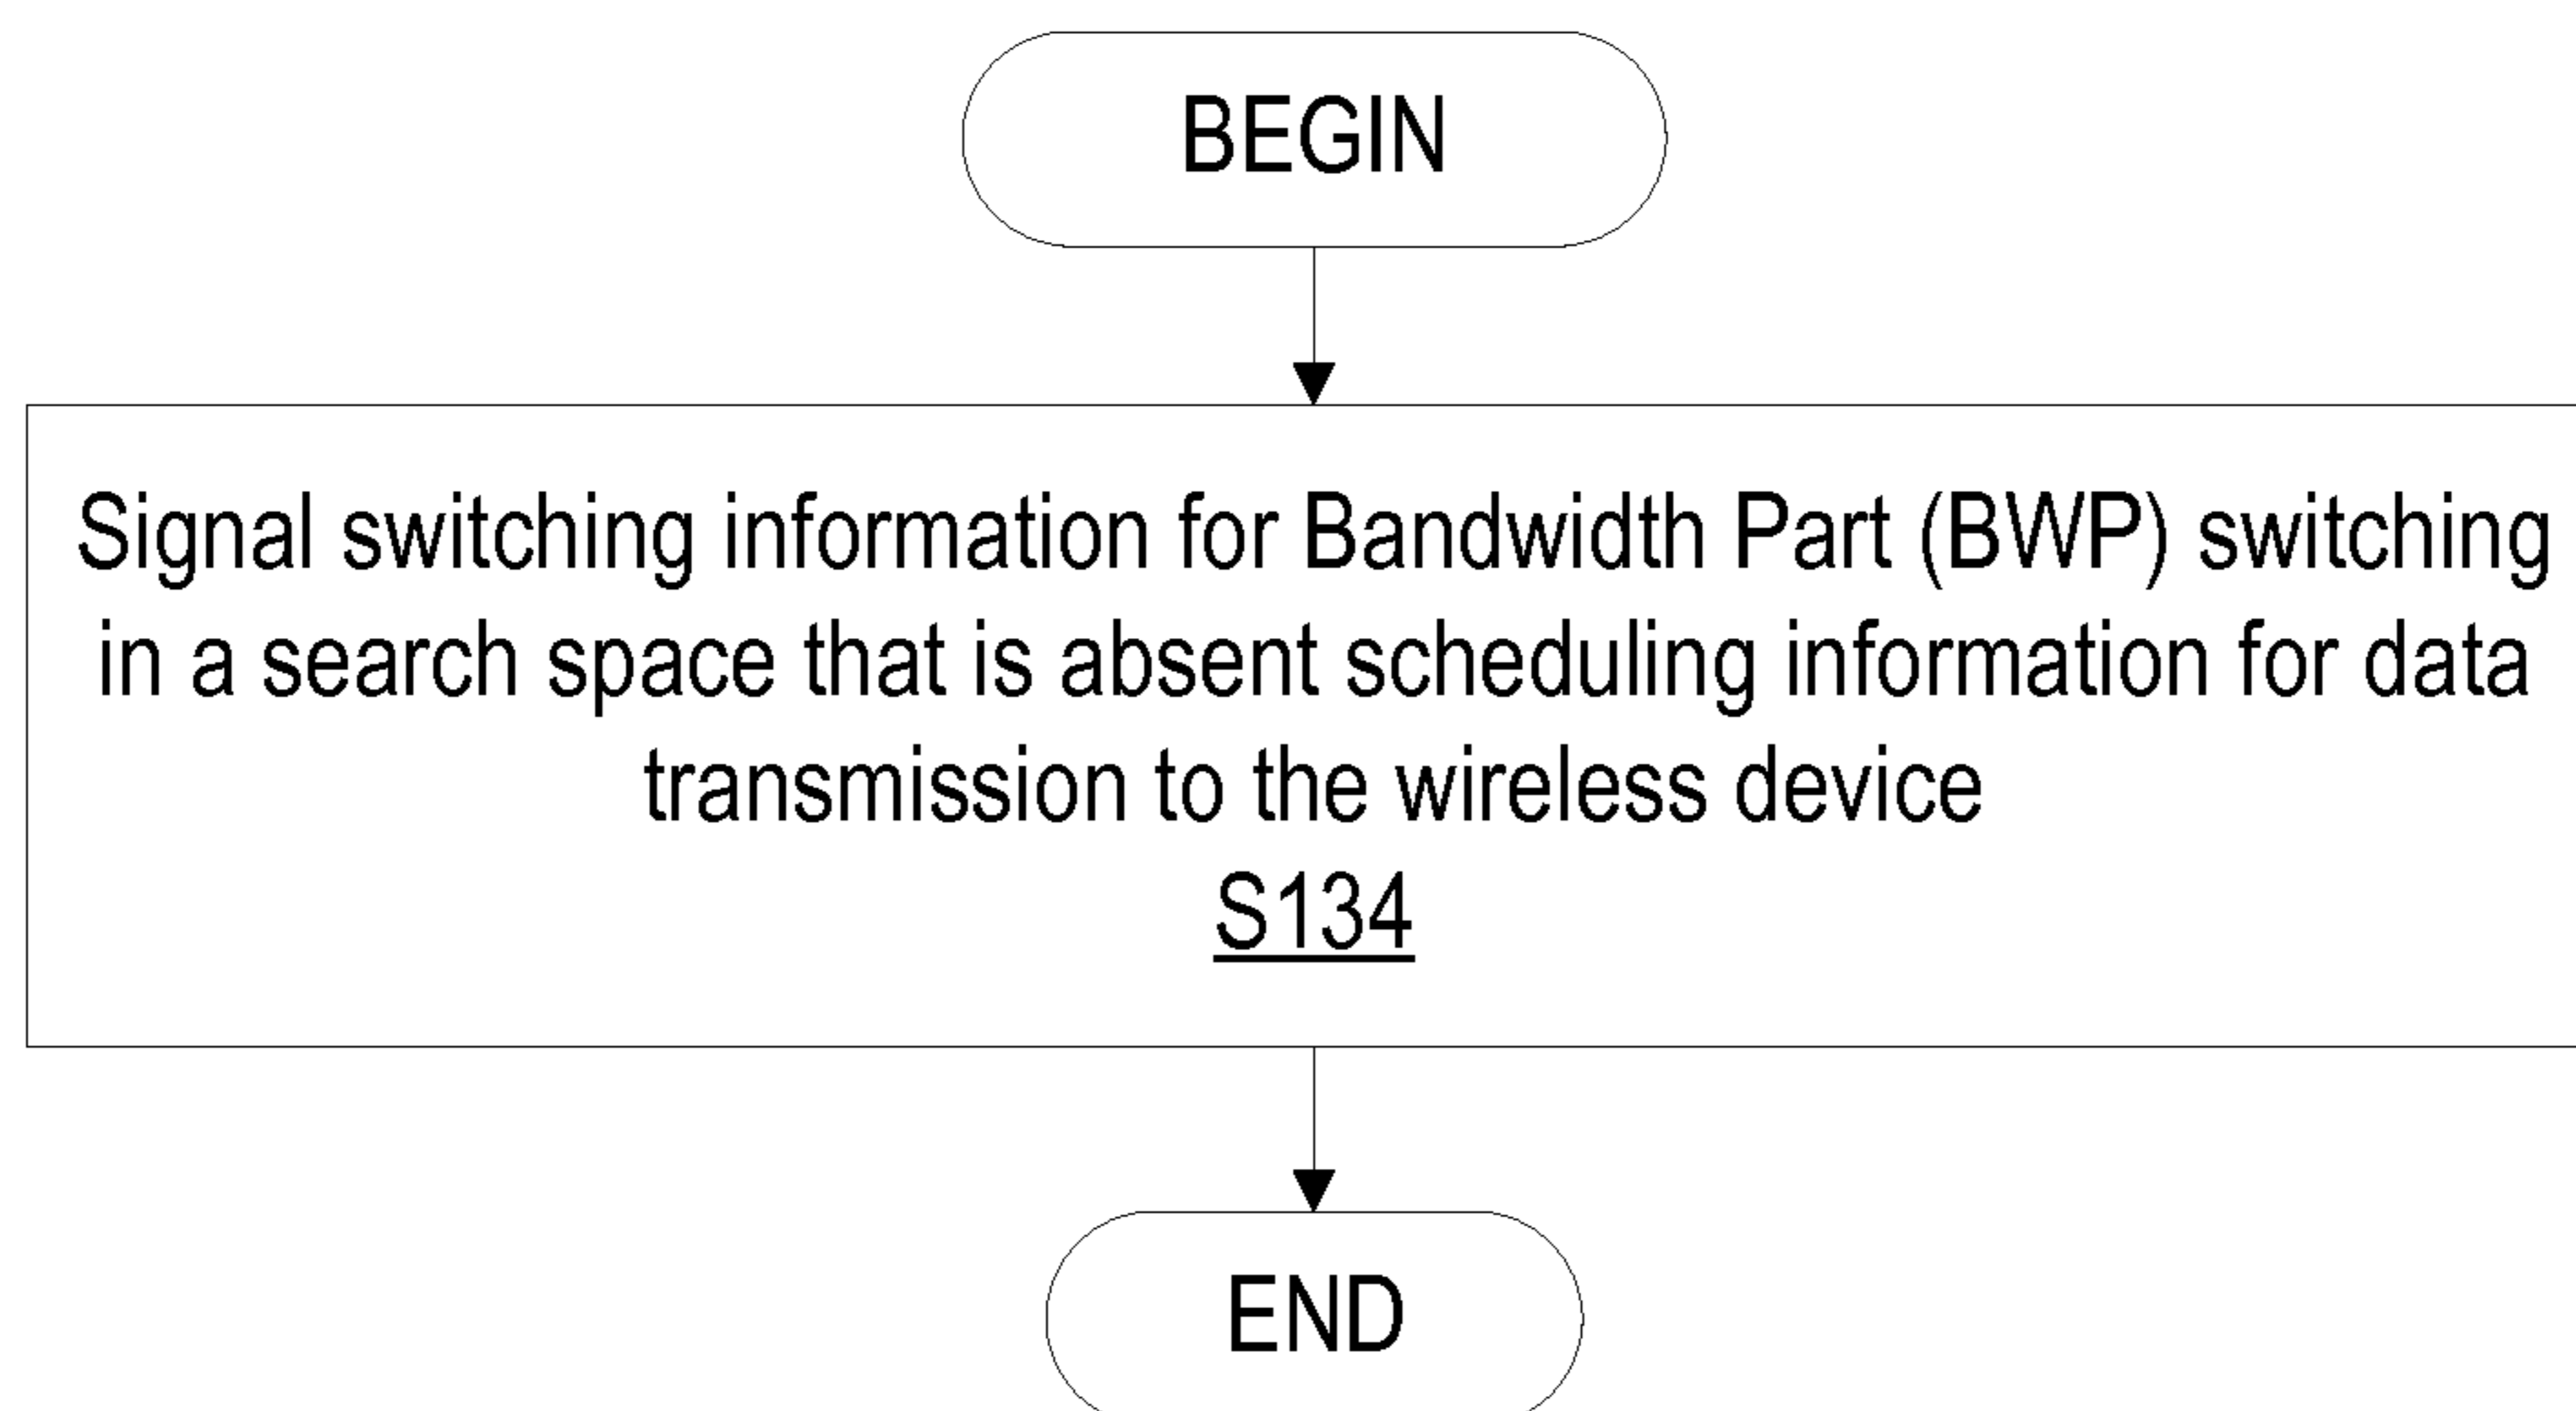 BEGIN
Signal switching information for Bandwidth Part (BWP) switching
in a search space that is absent scheduling information for data
transmission to the wireless device
S134
END